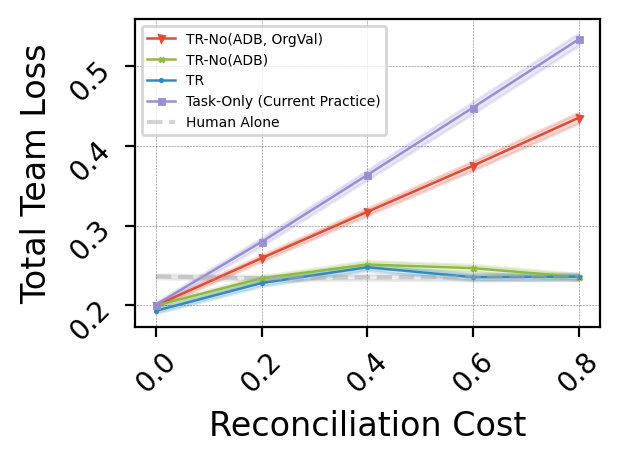 TR-No(ADB, OrgVal)
TR-No(ADB)
TR
Task-Only (Current Practice)
Human Alone
Total Team Loss
0.5
0.4
0.3
0.2
0.0 0.2 0.4 0.6 0.8
Reconciliation Cost